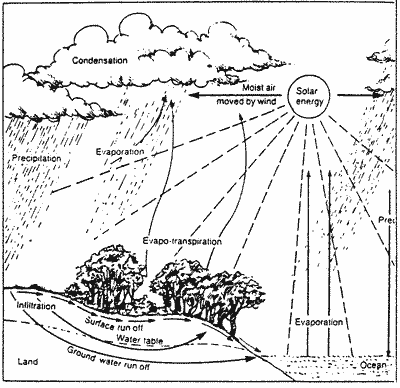 Condensation
Moist air
moved by wind
Solar
energy
Precipitation
Evaporation
Evapo-transpiration
Infiltration
Surface run off
Water table
Ground water run off
Land
Evaporation
Ocean